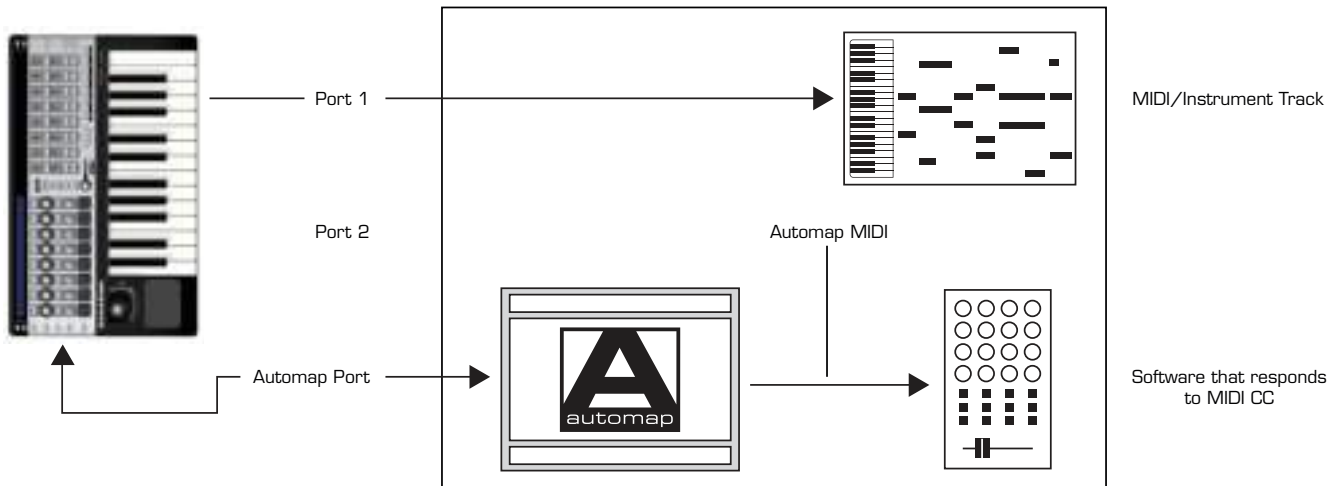 Port 1
MIDI/Instrument Track
Port 2
Automap MIDI
A
automap
Automap Port
Software that responds
to MIDI CC